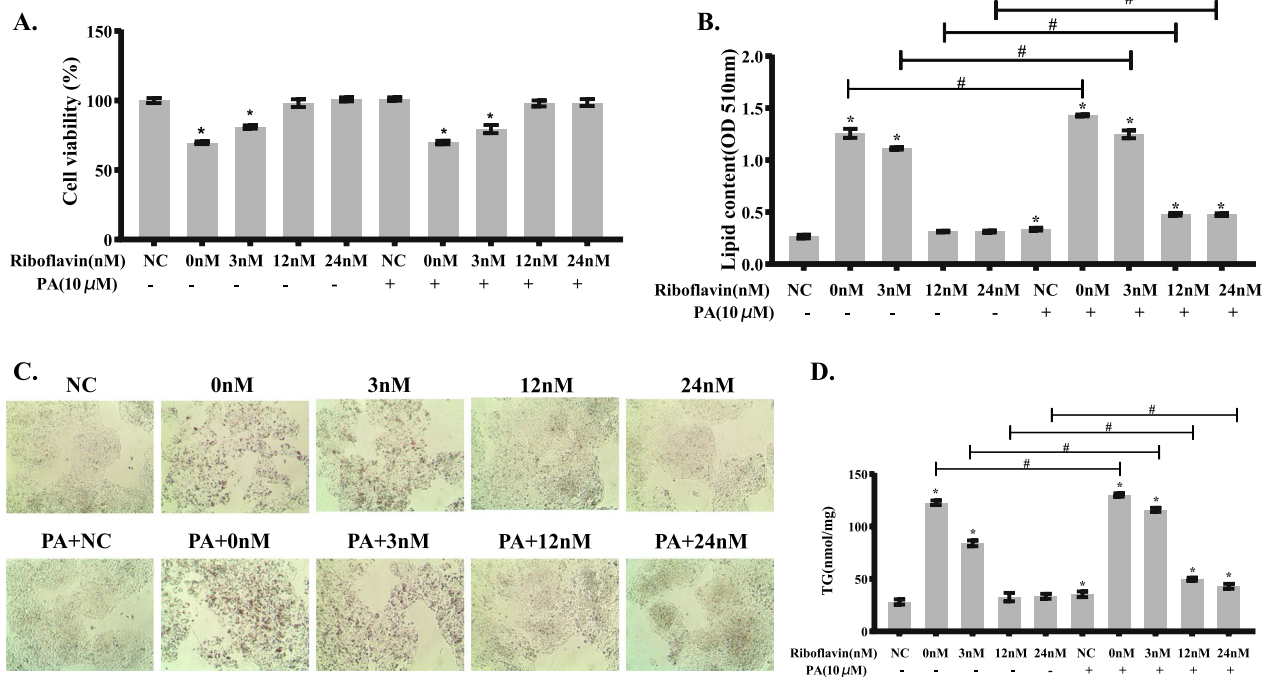 A.
Cell viability (%)
150
100
50
0
* * * *
Riboflavin(nM) NC 0nM 3nM 12nM 24nM NC 0nM 3nM 12nM 24nM
PA(10 μM) - - - - - + + + + +
B.
Lipid content(OD 510nm)
#
#
#
#
2.0
1.5
1.0
0.5
0.0
* * * * * * *
Riboflavin(nM) NC 0nM 3nM 12nM 24nM NC 0nM 3nM 12nM 24nM
PA(10 μM) - - - - - + + + + +
C.
NC 0nM 3nM 12nM 24nM
PA+NC PA+0nM PA+3nM PA+12nM PA+24nM
D.
TG(nmol/mg)
#
#
#
#
150
100
50
0
* * * * * * *
Riboflavin(nM) NC 0nM 3nM 12nM 24nM NC 0nM 3nM 12nM 24nM
PA(10 μM) - - - - - + + + + +